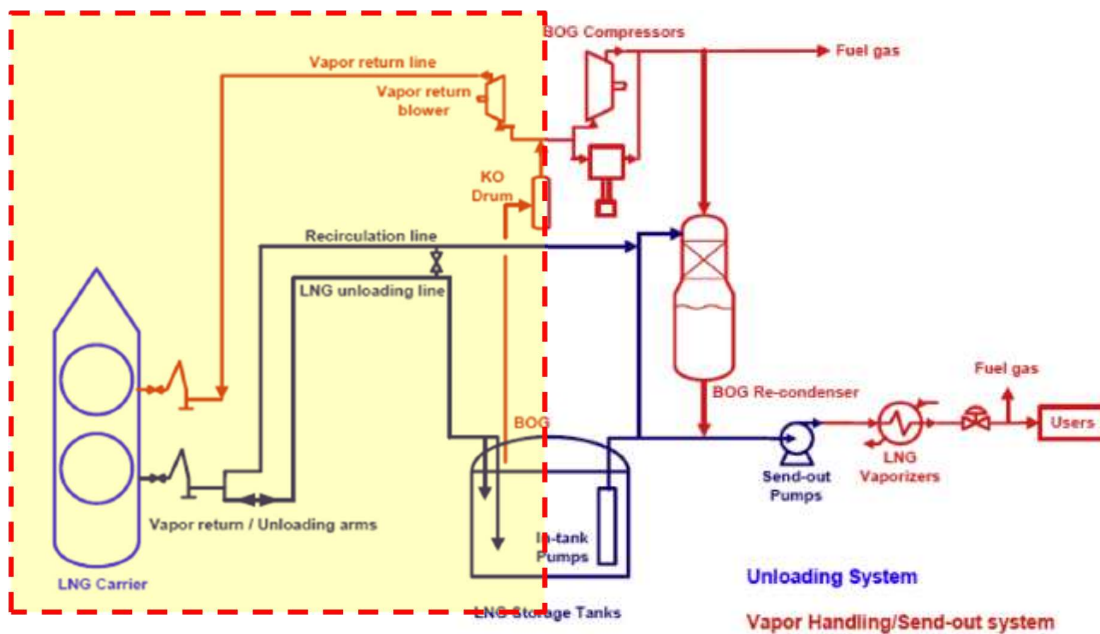 BOG Compressors
Fuel gas
Vapor return line
Vapor return
blower
KO
Drum
Recirculation line
LNG unloading line
BOG Re-condenser
Fuel gas
Users
BOG
LNG
Vaporizers
Send-out
Pumps
Vapor return / Unloading arms
In-tank
Pumps
LNG Carrier
LNG Storage Tanks
Unloading System
Vapor Handling/Send-out system